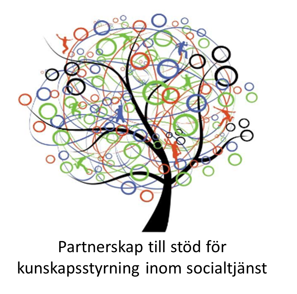 Partnerskap till stöd för
kunskapsstyrning inom socialtjänst